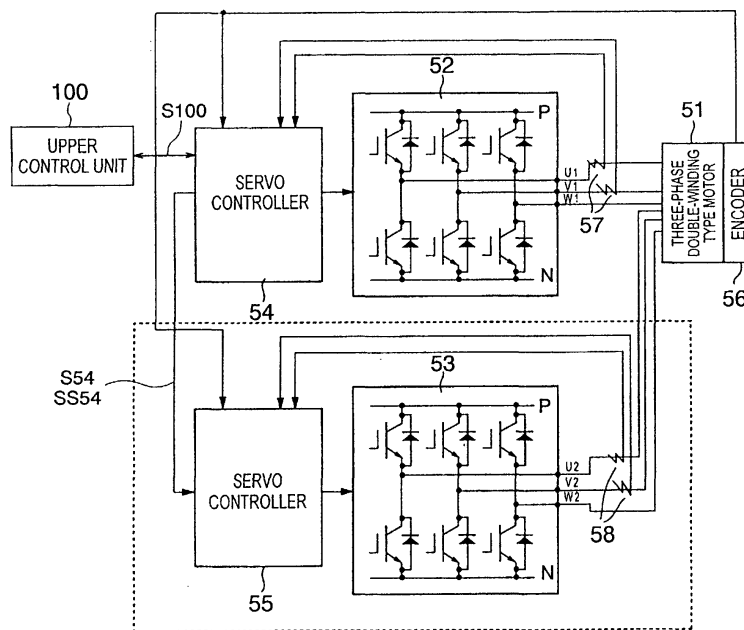 52
P
51
100
S100
UPPER
CONTROL UNIT
SERVO
CONTROLLER
U1
V1
W1
57
THREE-PHASE
DOUBLE-WINDING
TYPE MOTOR
ENCODER
54
N
56
53
S54
SS54
P
SERVO
CONTROLLER
U2
V2
W2
58
55
N